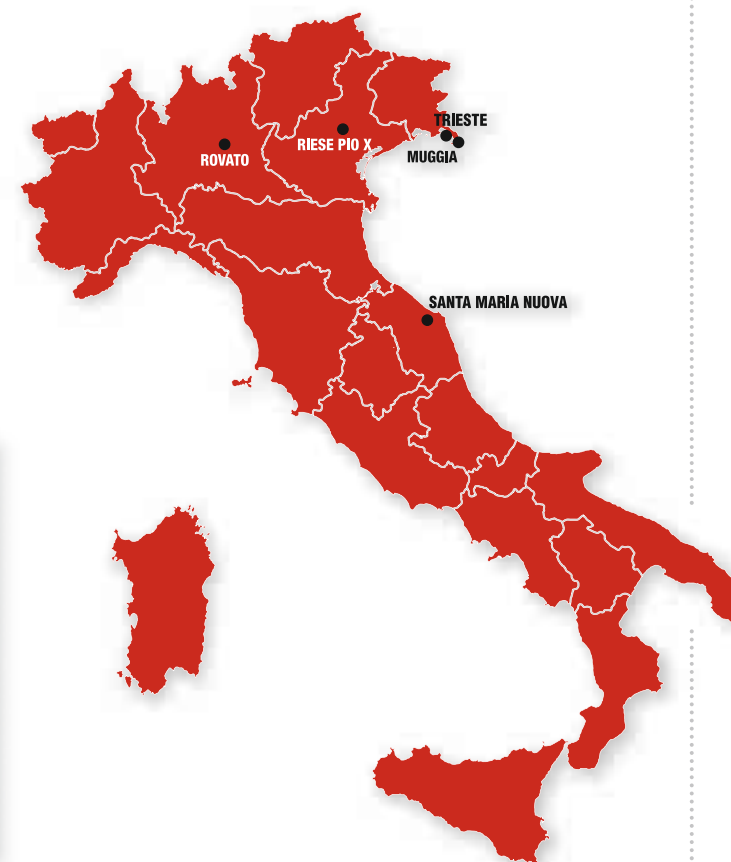 TRIESTE
ROVATO
RIESE PIO X
MUGGIA
SANTA MARIA NUOVA